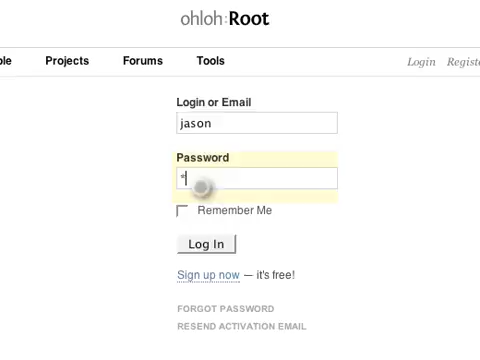 ohloh:Root
Projects Forums Tools Login
Login or Email
jason
Password
*
Remember Me
Log In
Sign up now — it's free!
FORGOT PASSWORD
RESEND ACTIVATION EMAIL